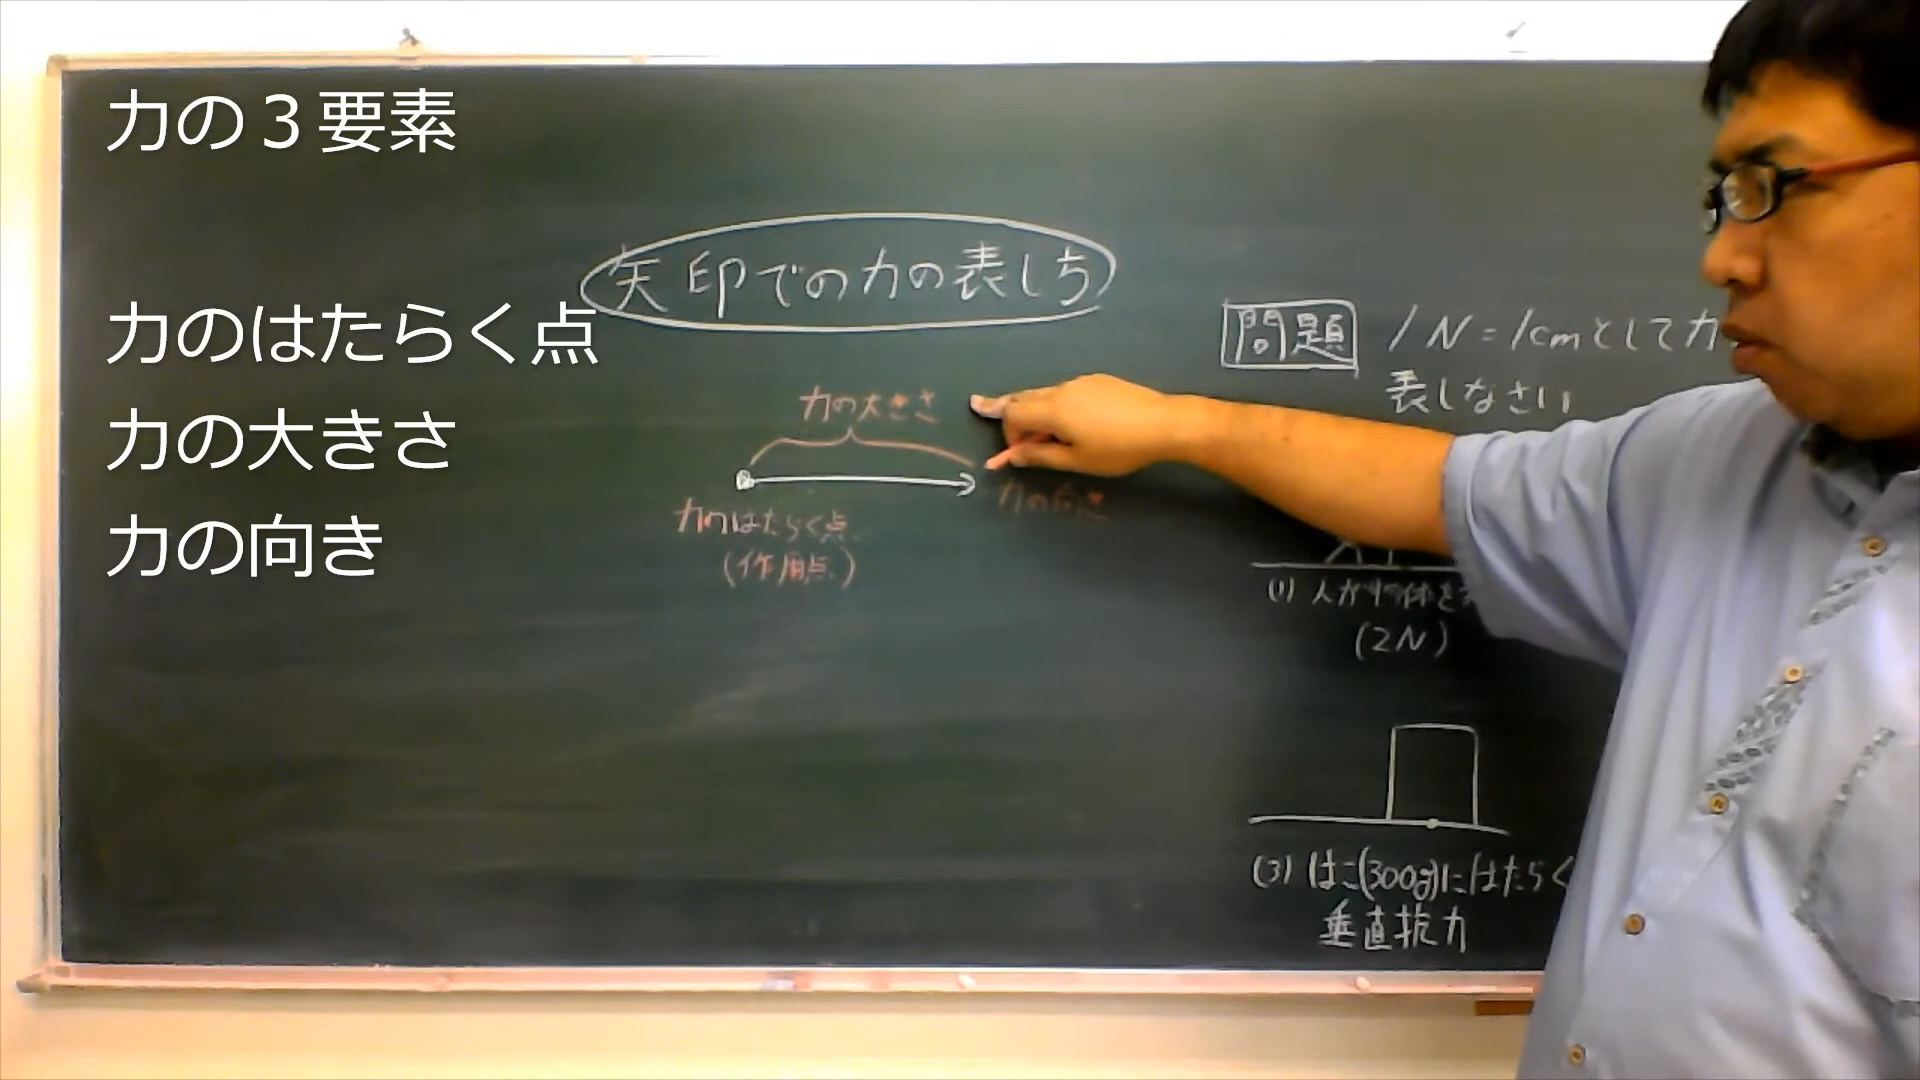 力の３要素
力のはたらく点
力の大きさ
力の向き
矢印での力の表し方
力の大きさ
力のはたらく点
(作用点)
力の向き
問題 1N=1cmとして力
表しなさい
(1) 人が物体を
(2N)
(3) はこ(300g)にはたらく
垂直抗力